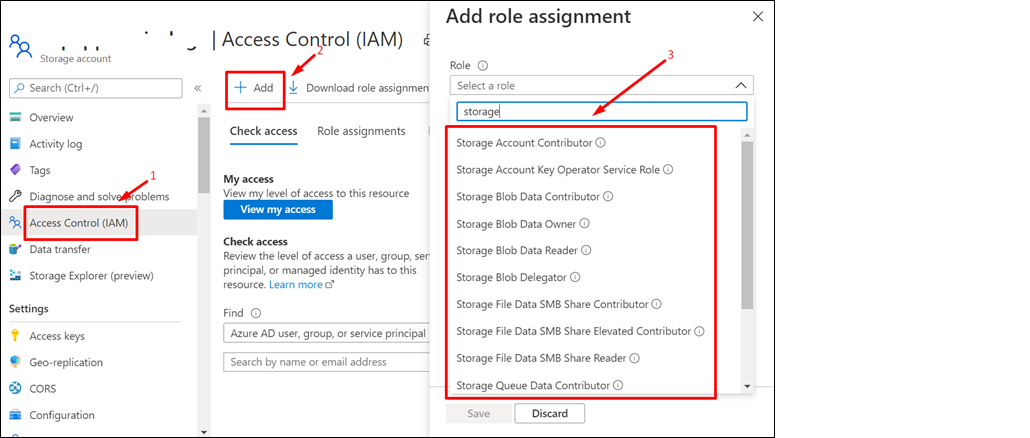 | Access Control (IAM)
Storage account
Search (Ctrl+/)
«
Overview
Activity log
Tags
Diagnose and solve problems
1
Access Control (IAM)
Data transfer
Storage Explorer (preview)
Settings
Access keys
Geo-replication
CORS
Configuration
2
+ Add
Download role assignment
Check access
Role assignments
My access
View my level of access to this resource
View my access
Check access
Review the level of access a user, group,
principal, or managed identity has to this
resource. Learn more
Find
Azure AD user, group, or service principal
Search by name or email address
Add role assignment
Role
3
Select a role
storage
Storage Account Contributor
Storage Account Key Operator Service Role
Storage Blob Data Contributor
Storage Blob Data Owner
Storage Blob Data Reader
Storage Blob Delegator
Storage File Data SMB Share Contributor
Storage File Data SMB Share Elevated Contributor
Storage File Data SMB Share Reader
Storage Queue Data Contributor
Save
Discard